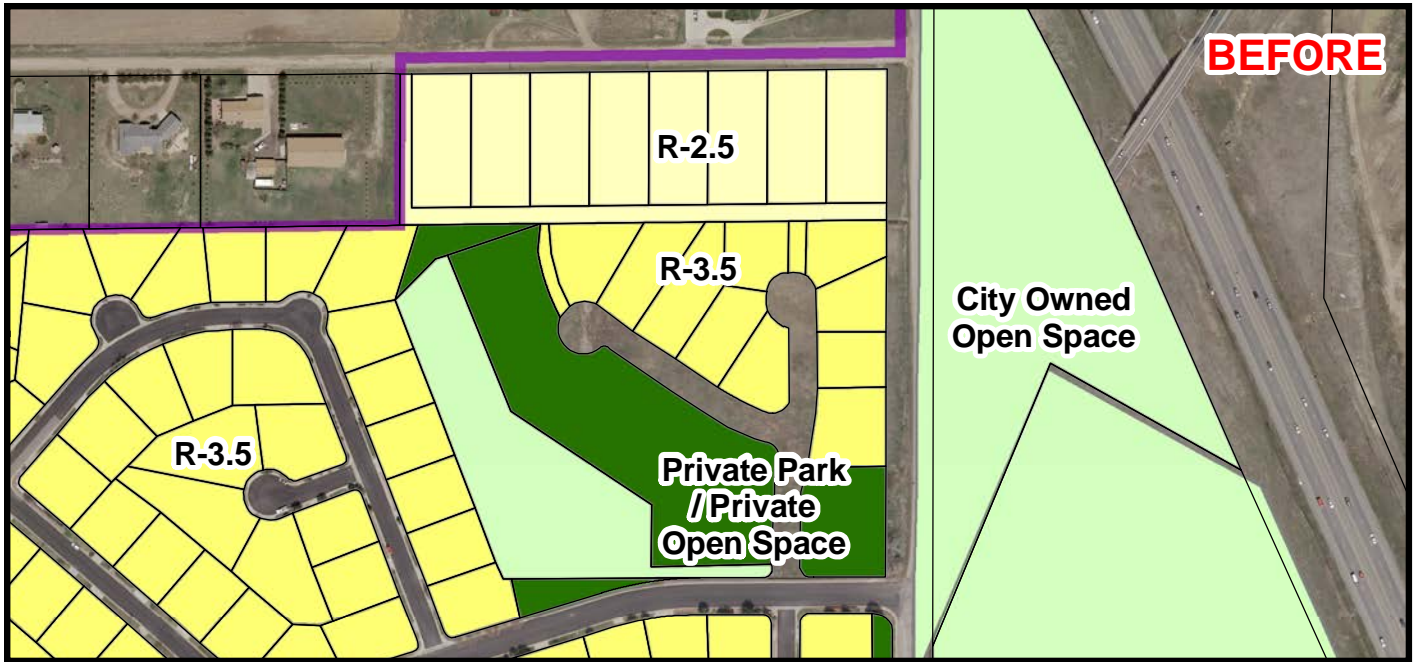 BEFORE
R-2.5
R-3.5
City Owned
Open Space
R-3.5
Private Park
/ Private
Open Space